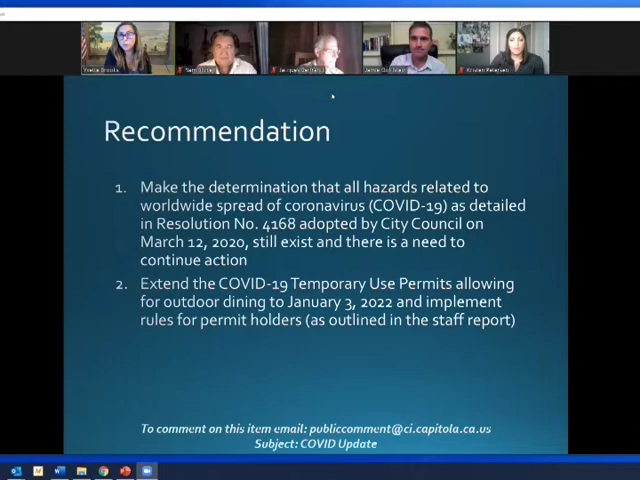 Yvette Brooks
Kristen Petersen
Recommendation
1. Make the determination that all hazards related to
worldwide spread of coronavirus (COVID-19) as detailed
in Resolution No. 4168 adopted by City Council on
March 12, 2020, still exist and there is a need to
continue action
2. Extend the COVID-19 Temporary Use Permits allowing
for outdoor dining to January 3, 2022 and implement
rules for permit holders (as outlined in the staff report)
To comment on this item email: publiccomment@ci.capitola.ca.us
Subject: COVID Update